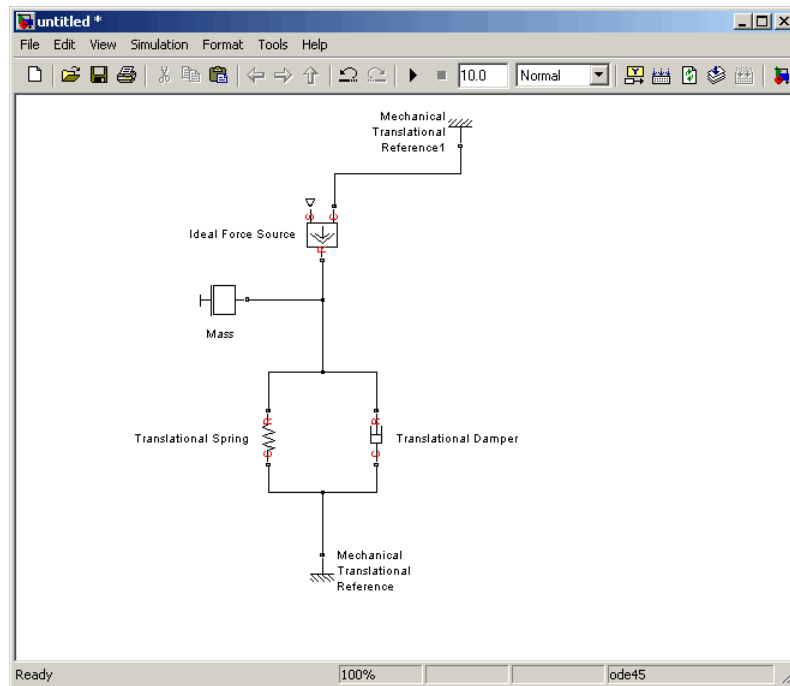 untitled *
File Edit View Simulation Format Tools Help
10.0 Normal
Mechanical
Translational
Reference1
S C
Ideal Force Source
R
Mass
R R
Translational Spring Translational Damper
C C
Mechanical
Translational
Reference
Ready 100% ode45